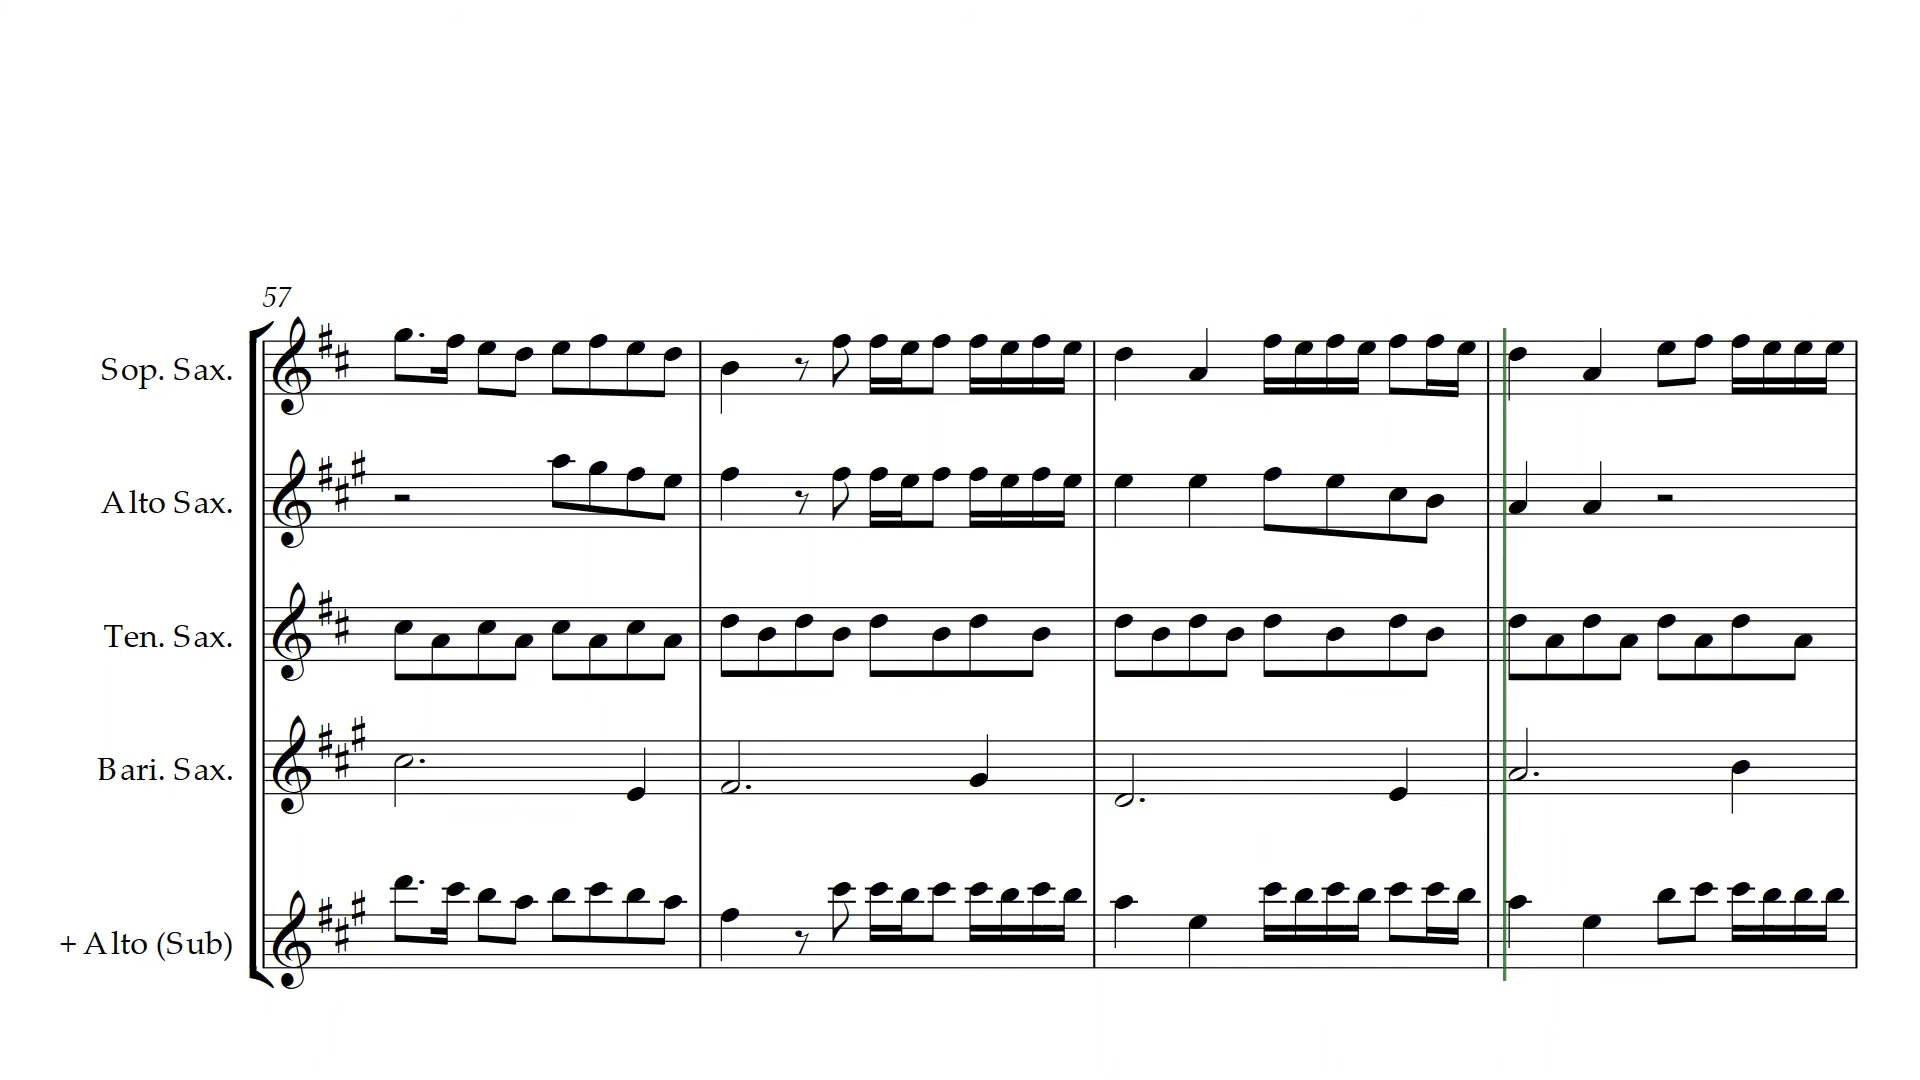 57
Sop. Sax.
Alto Sax.
Ten. Sax.
Bari. Sax.
+ Alto (Sub)